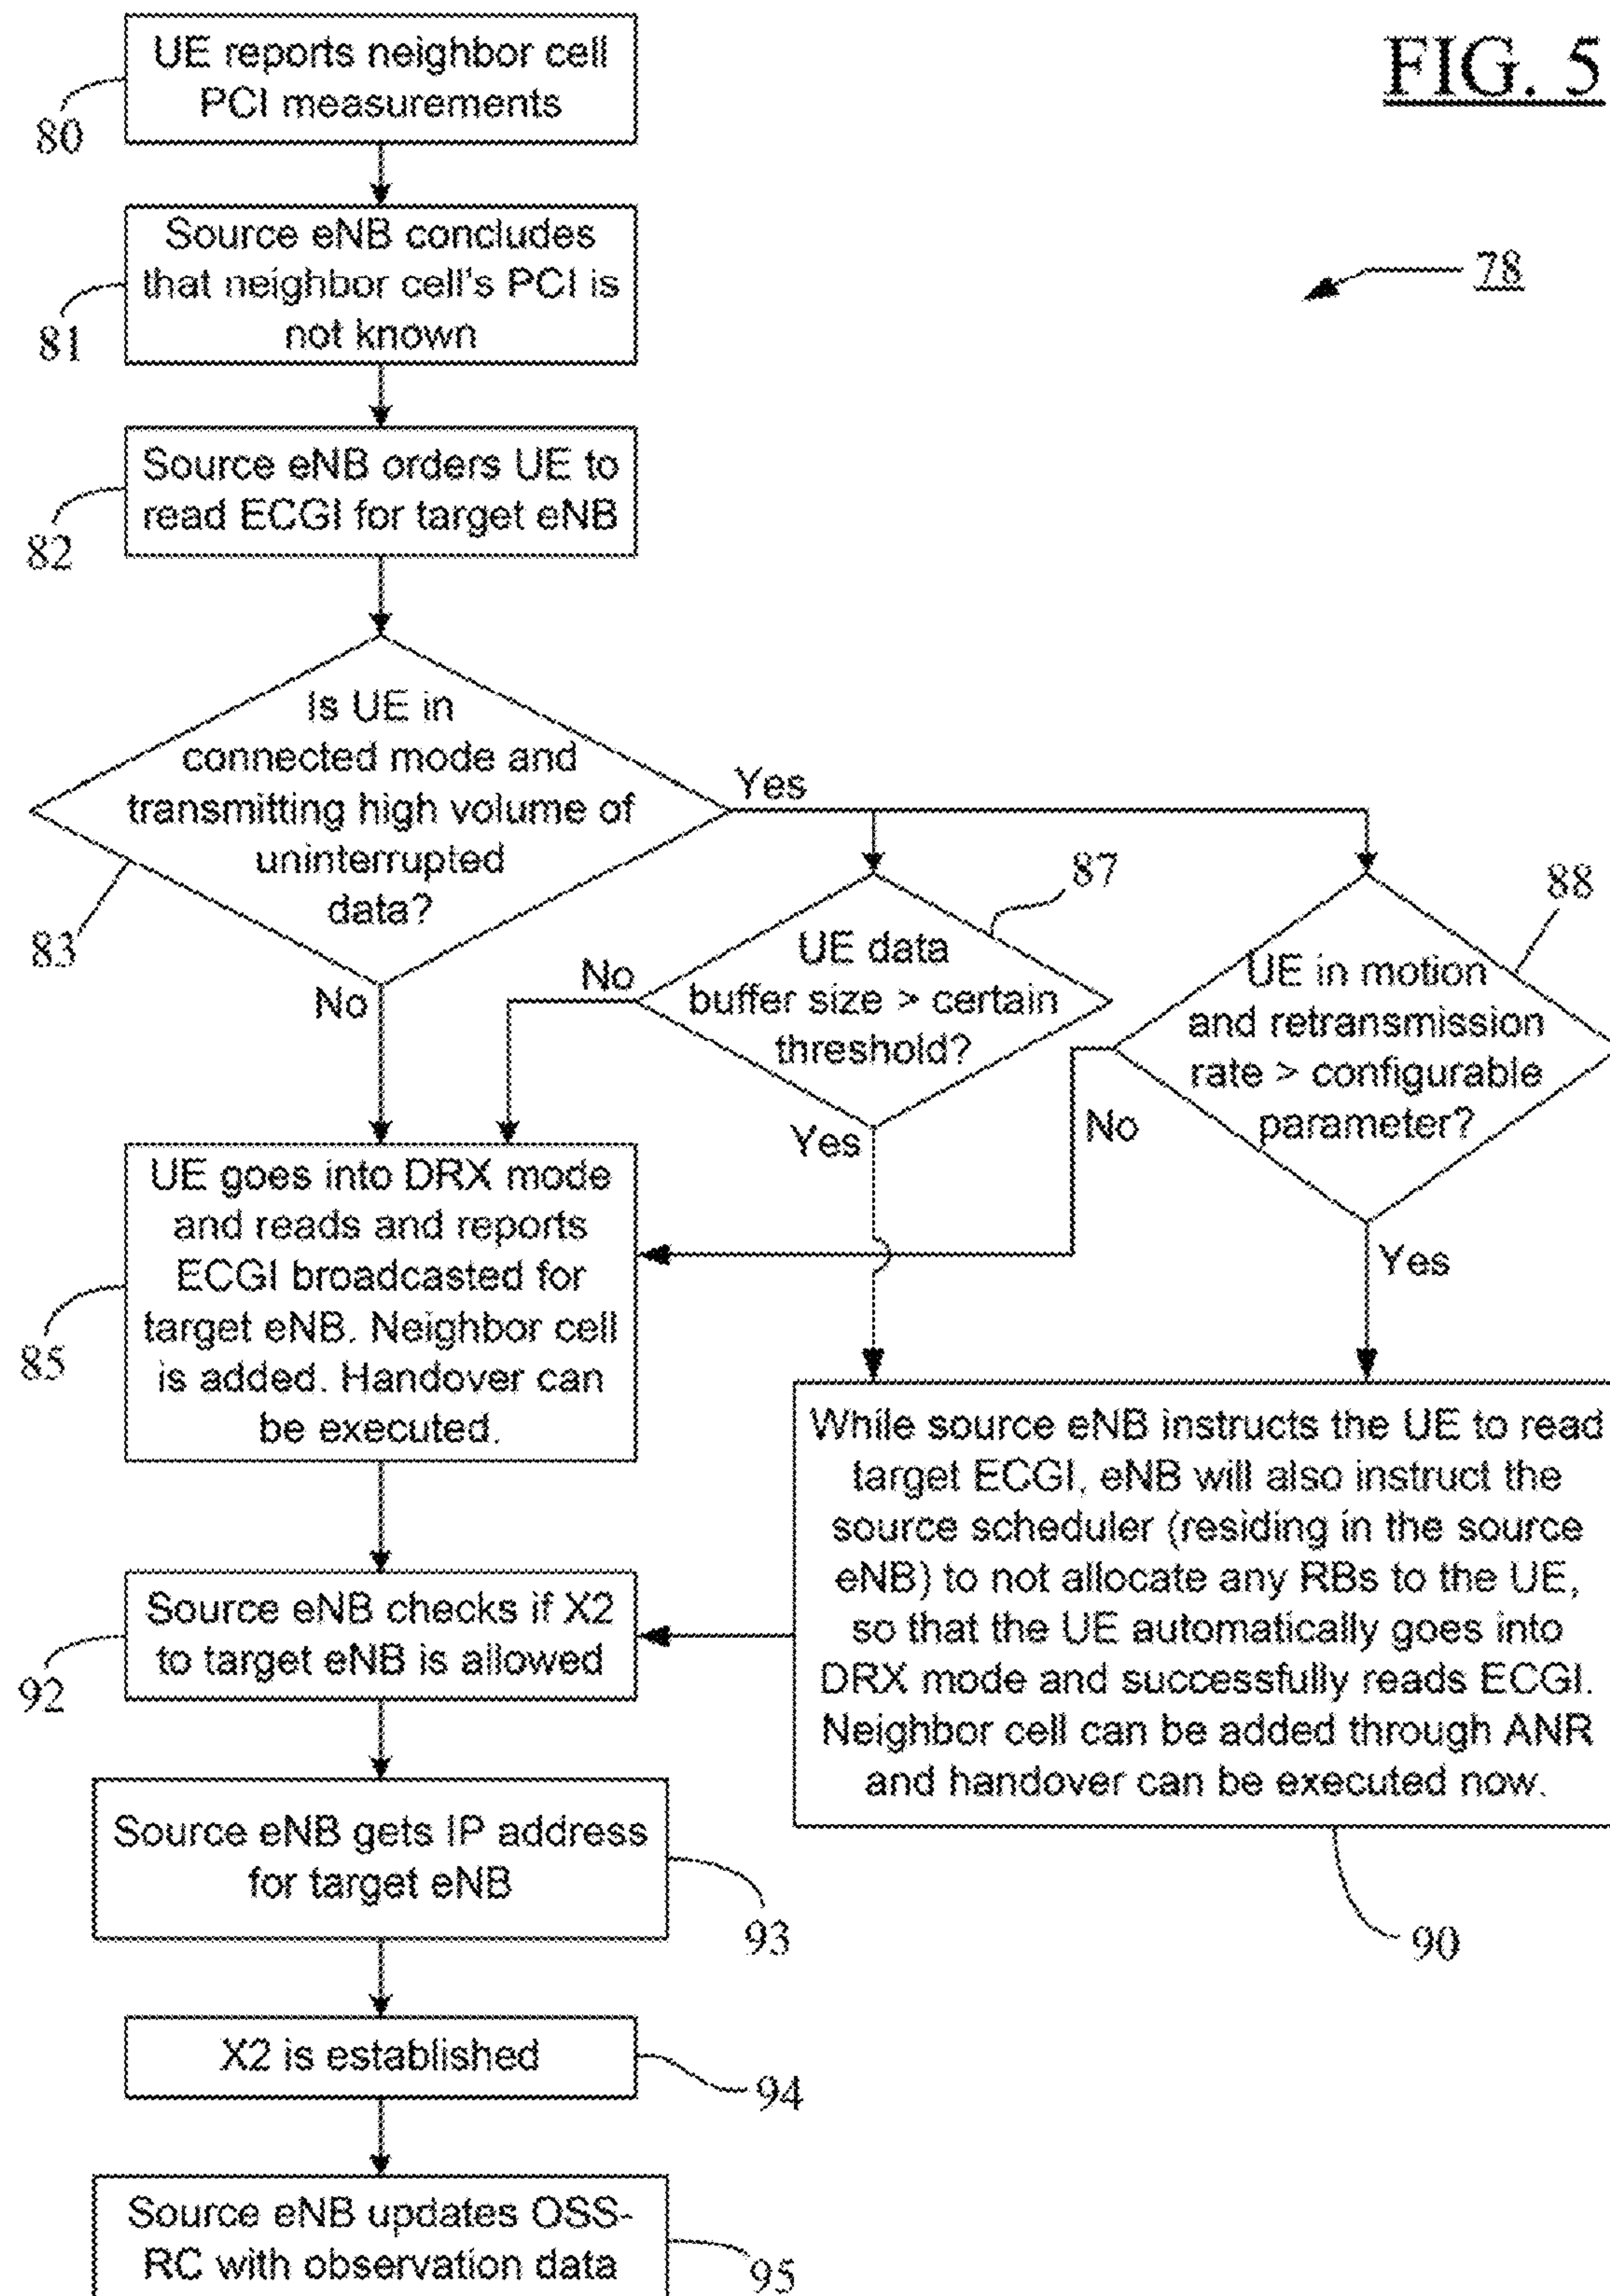 FIG. 5
78
UE reports neighbor cell
PCI measurements
80
Source eNB concludes
that neighbor cell's PCI is
not known
81
Source eNB orders UE to
read ECGI for target eNB
82
Is UE in
connected mode and
transmitting high volume of
uninterrupted
data?
83
Yes
No
87
UE data
buffer size > certain
threshold?
No
Yes
88
UE in motion
and retransmission
rate > configurable
parameter?
No
Yes
UE goes into DRX mode
and reads and reports
ECGI broadcasted for
target eNB. Neighbor cell
is added. Handover can
be executed.
85
While source eNB instructs the UE to read
target ECGI, eNB will also instruct the
source scheduler (residing in the source
eNB) to not allocate any RBs to the UE,
so that the UE automatically goes into
DRX mode and successfully reads ECGI.
Neighbor cell can be added through ANR
and handover can be executed now.
90
Source eNB checks if X2
to target eNB is allowed
92
Source eNB gets IP address
for target eNB
93
X2 is established
94
Source eNB updates OSS-
RC with observation data
95